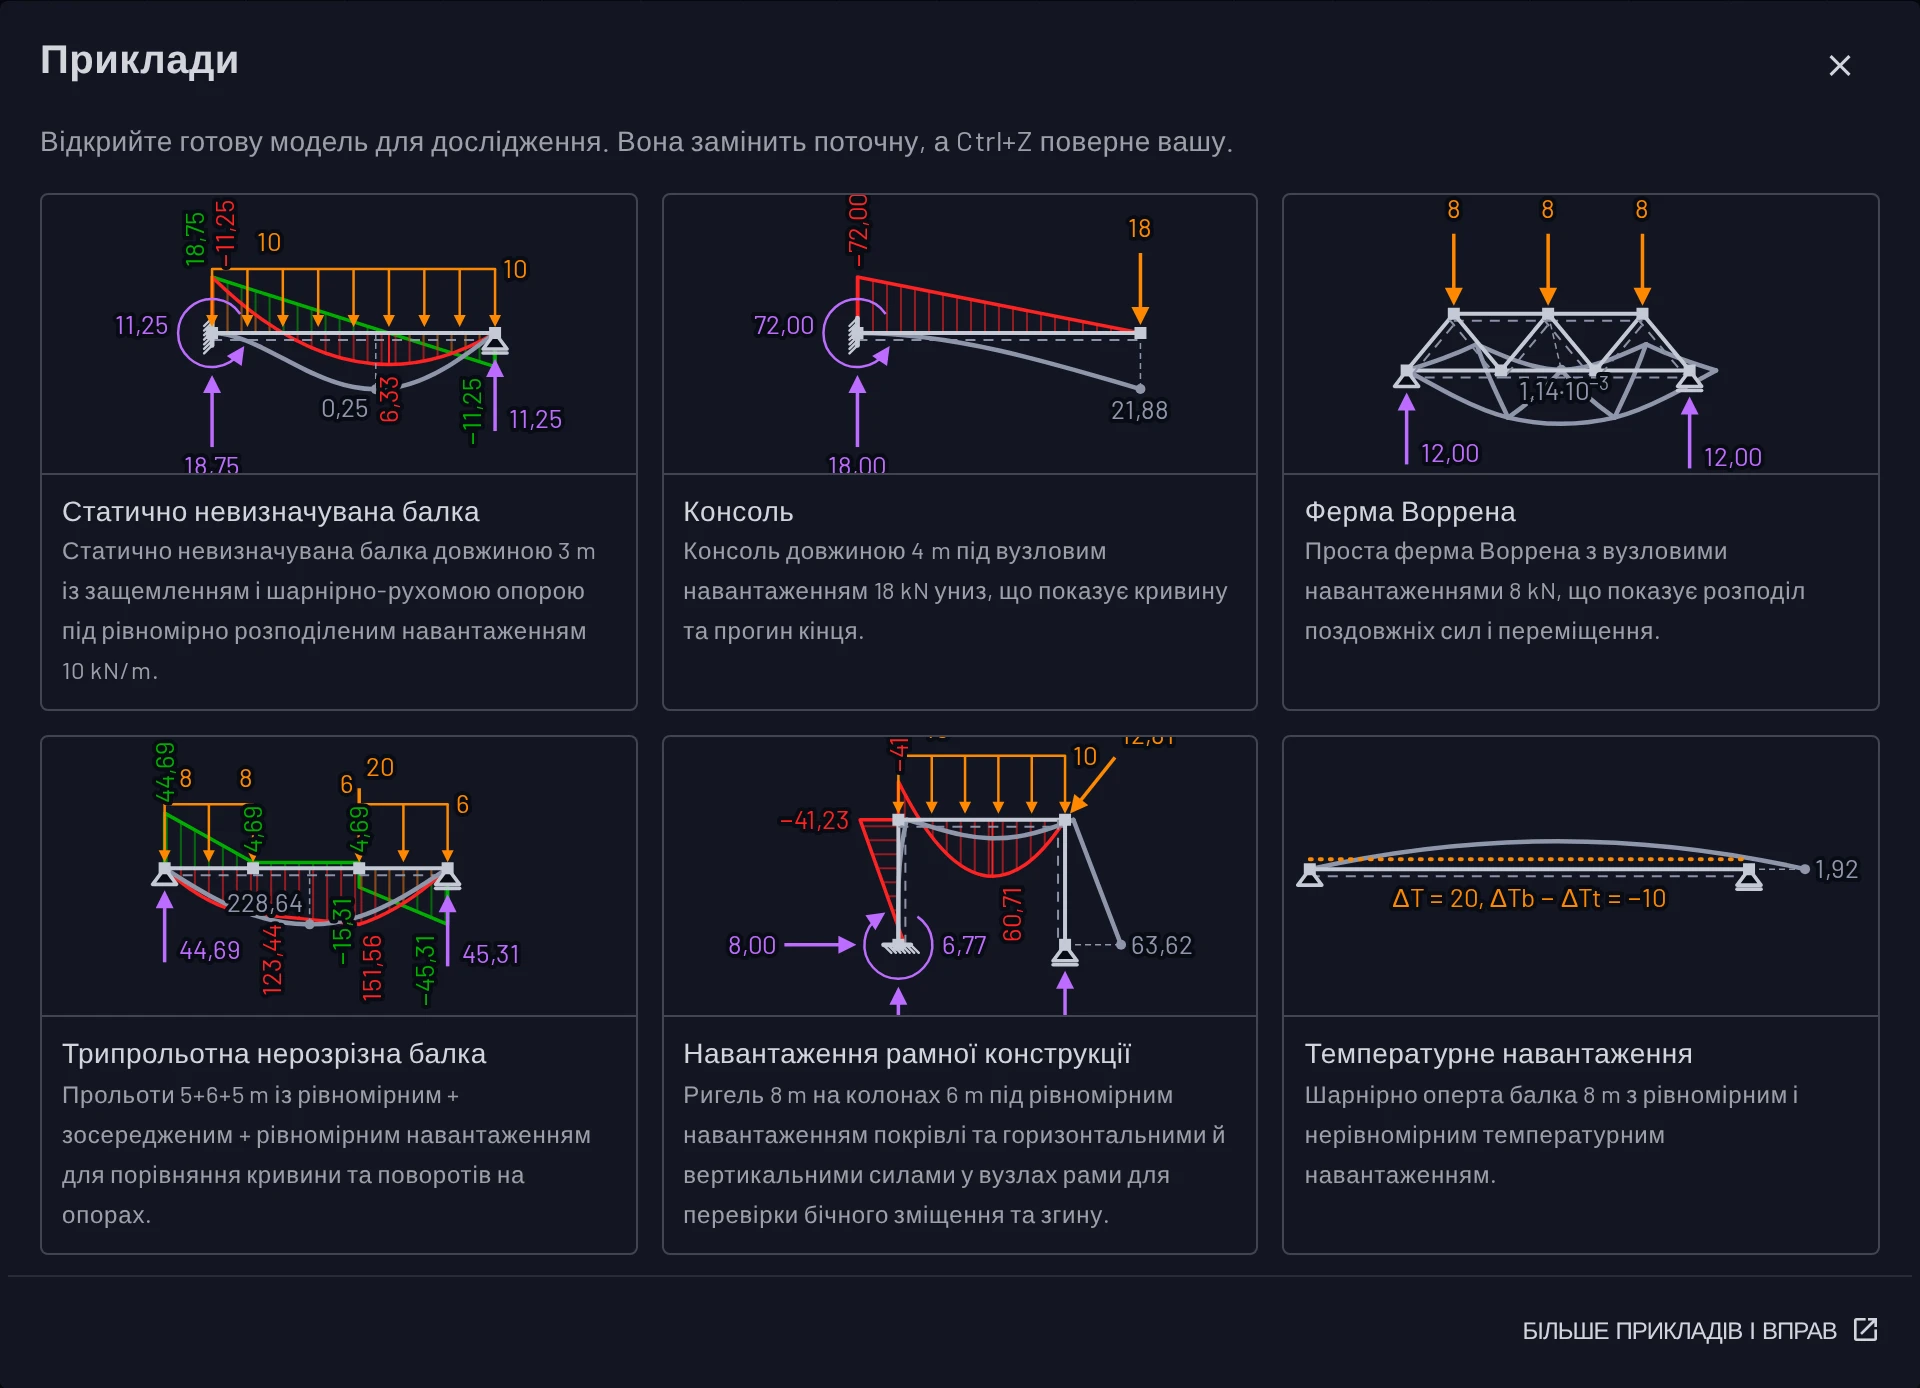 Приклади
Відкрийте готову модель для дослідження. Вона замінить поточну, а Ctrl+Z поверне вашу.
18,75
−11,25
10
10
11,25
0,25
6,33
−11,25
11,25
18,75
Статично невизначувана балка
Статично невизначувана балка довжиною 3 m
із защемленням і шарнірно-рухомою опорою
під рівномірно розподіленим навантаженням
10 kN/m.
−72,00
18
72,00
21,88
18,00
Консоль
Консоль довжиною 4 m під вузловим
навантаженням 18 kN униз, що показує кривину
та прогин кінця.
8
8
8
1,14·10⁻³
12,00
12,00
Ферма Воррена
Проста ферма Воррена з вузловими
навантаженнями 8 kN, що показує розподіл
поздовжніх сил і переміщення.
44,69
8
8
20
6
6
4,69
4,69
228,64
44,69
123,44
−15,31
151,56
−45,31
45,31
Трипрольотна нерозрізна балка
Прольоти 5+6+5 m із рівномірним +
зосередженим + рівномірним навантаженням
для порівняння кривини та поворотів на
опорах.
−41
10
−41,23
60,71
8,00
6,77
63,62
Навантаження рамної конструкції
Ригель 8 m на колонах 6 m під рівномірним
навантаженням покрівлі та горизонтальними й
вертикальними силами у вузлах рами для
перевірки бічного зміщення та згину.
1,92
ΔT = 20, ΔTb − ΔTt = −10
Температурне навантаження
Шарнірно оперта балка 8 m з рівномірним і
нерівномірним температурним
навантаженням.
БІЛЬШЕ ПРИКЛАДІВ І ВПРАВ